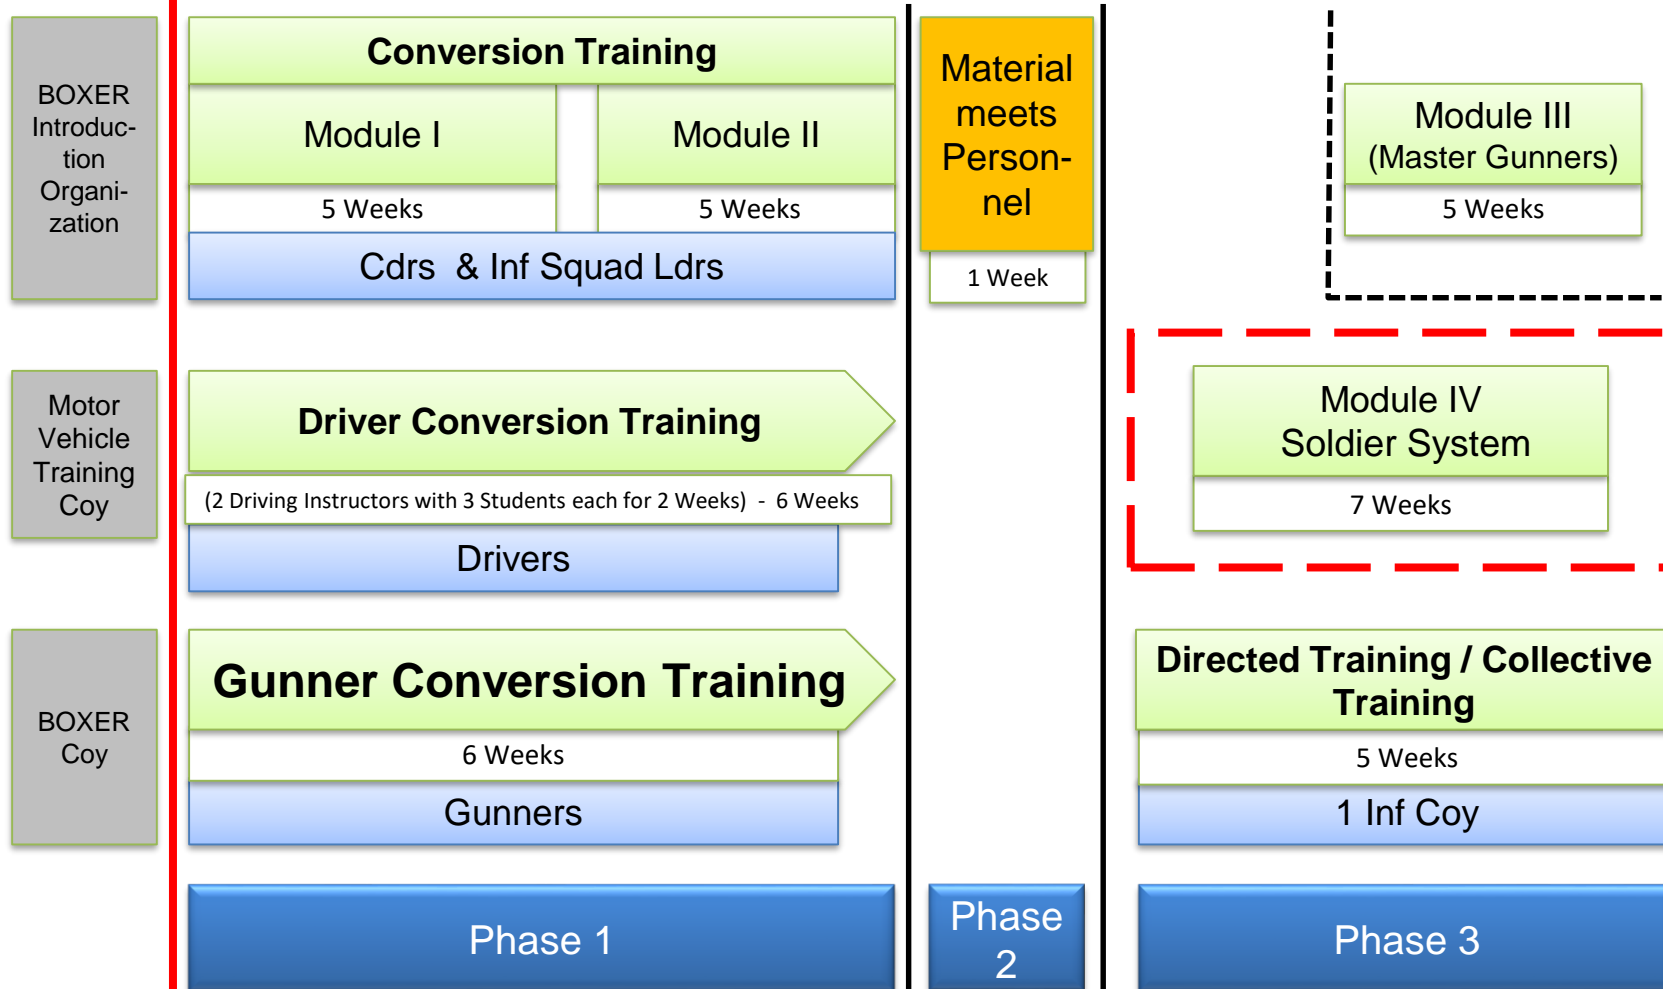 BOXER
Introduc-
tion
Organi-
zation
Conversion Training
Module I
Module II
5 Weeks
5 Weeks
Cdrs & Inf Squad Ldrs
Material
meets
Person-
nel
1 Week
Module III
(Master Gunners)
5 Weeks
Motor
Vehicle
Training
Coy
Driver Conversion Training
(2 Driving Instructors with 3 Students each for 2 Weeks) - 6 Weeks
Drivers
Module IV
Soldier System
7 Weeks
BOXER
Coy
Gunner Conversion Training
6 Weeks
Gunners
Directed Training / Collective
Training
5 Weeks
1 Inf Coy
Phase 1
Phase
2
Phase 3